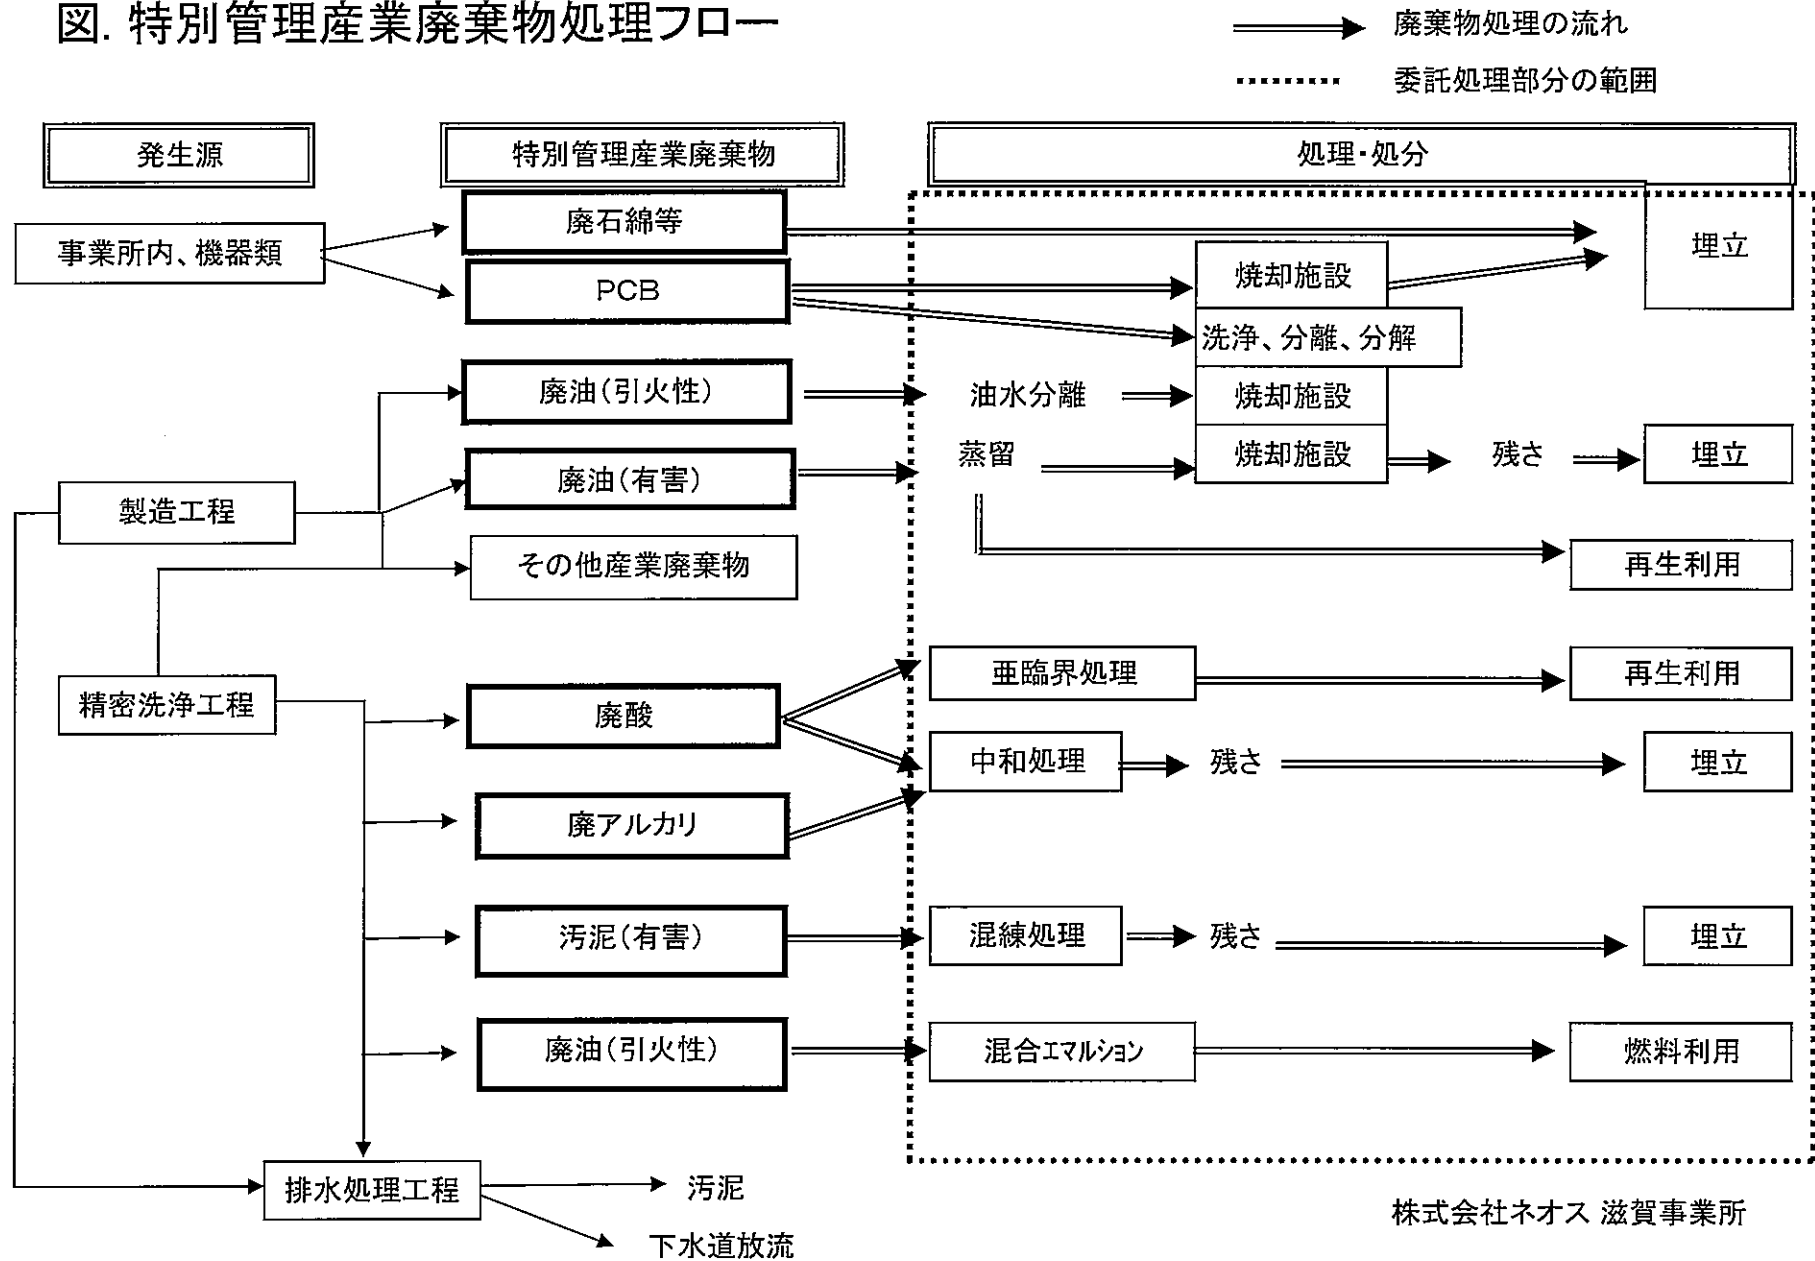 図. 特別管理産業廃棄物処理フロー
廃棄物処理の流れ
委託処理部分の範囲
発生源
特別管理産業廃棄物
処理・処分
事業所内、機器類
廃石綿等
埋立
PCB
焼却施設
洗浄、分離、分解
廃油(引火性)
油水分離
焼却施設
廃油(有害)
蒸留
焼却施設
残さ
埋立
製造工程
その他産業廃棄物
再生利用
精密洗浄工程
廃酸
亜臨界処理
再生利用
中和処理
残さ
埋立
廃アルカリ
汚泥(有害)
混練処理
残さ
埋立
廃油(引火性)
混合エマルション
燃料利用
排水処理工程
汚泥
下水道放流
株式会社ネオス 滋賀事業所